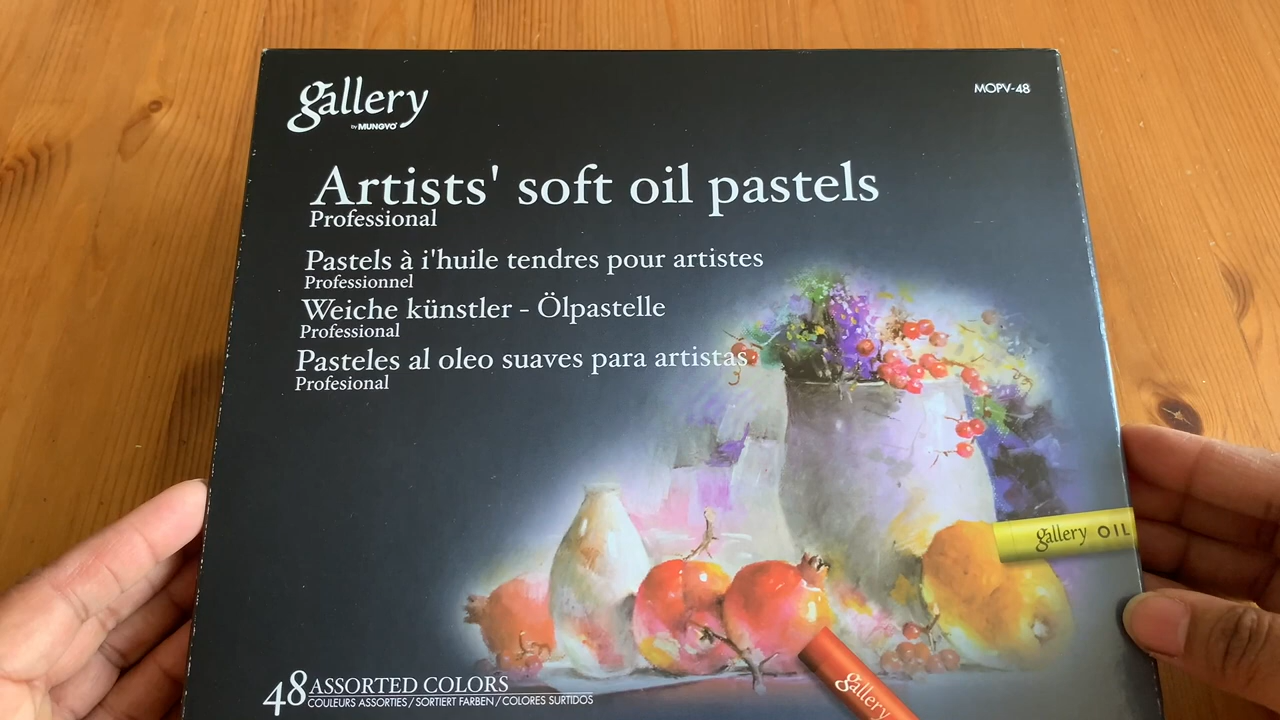 gallery
by MUNGYO
MOPV-48
Artists' soft oil pastels
Professional
Pastels à i'huile tendres pour artistes
Professionnel
Weiche künstler - Ölpastelle
Professional
Pasteles al oleo suaves para artistas
Profesional
gallery OIL
gallery
48 ASSORTED COLORS
COULEURS ASSORTIES/SORTIERT FARBEN/COLORES SURTIDOS